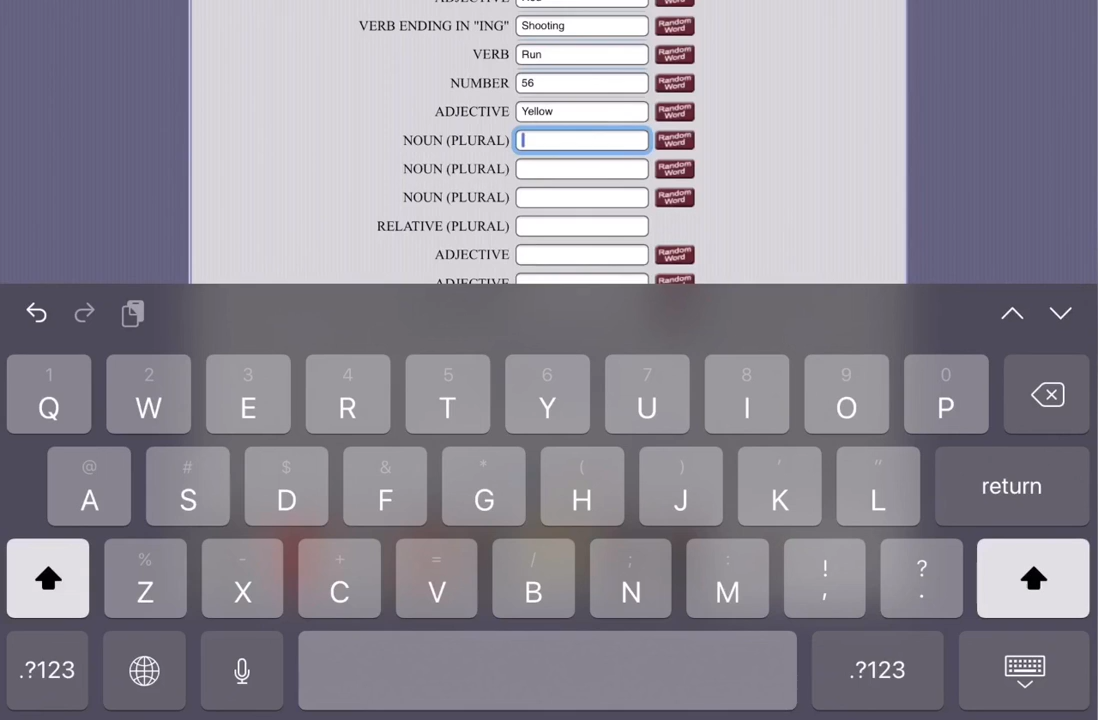 VERB ENDING IN "ING" Shooting Random Word
VERB Run Random Word
NUMBER 56 Random Word
ADJECTIVE Yellow Random Word
NOUN (PLURAL) Random Word
NOUN (PLURAL) Random Word
NOUN (PLURAL) Random Word
RELATIVE (PLURAL)
ADJECTIVE Random Word
1 2 3 4 5 6 7 8 9 0
Q W E R T Y U I O P
@ # $ & * ( ) ' "
A S D F G H J K L return
% - + = / ; : ! ?
Z X C V B N M , .
.?123 .?123